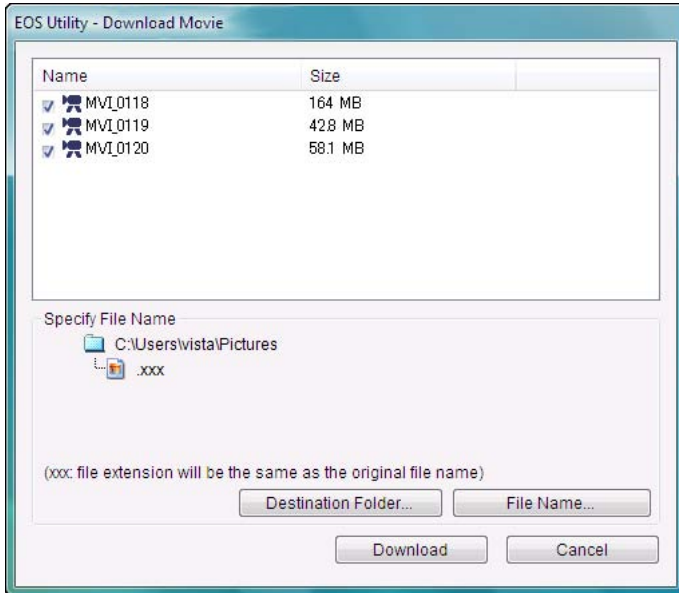 EOS Utility - Download Movie
Name Size
MVI_0118 164 MB
MVI_0119 42.8 MB
MVI_0120 58.1 MB
Specify File Name
C:\Users\vista\Pictures
.xxx
(xxx: file extension will be the same as the original file name)
Destination Folder... File Name...
Download Cancel